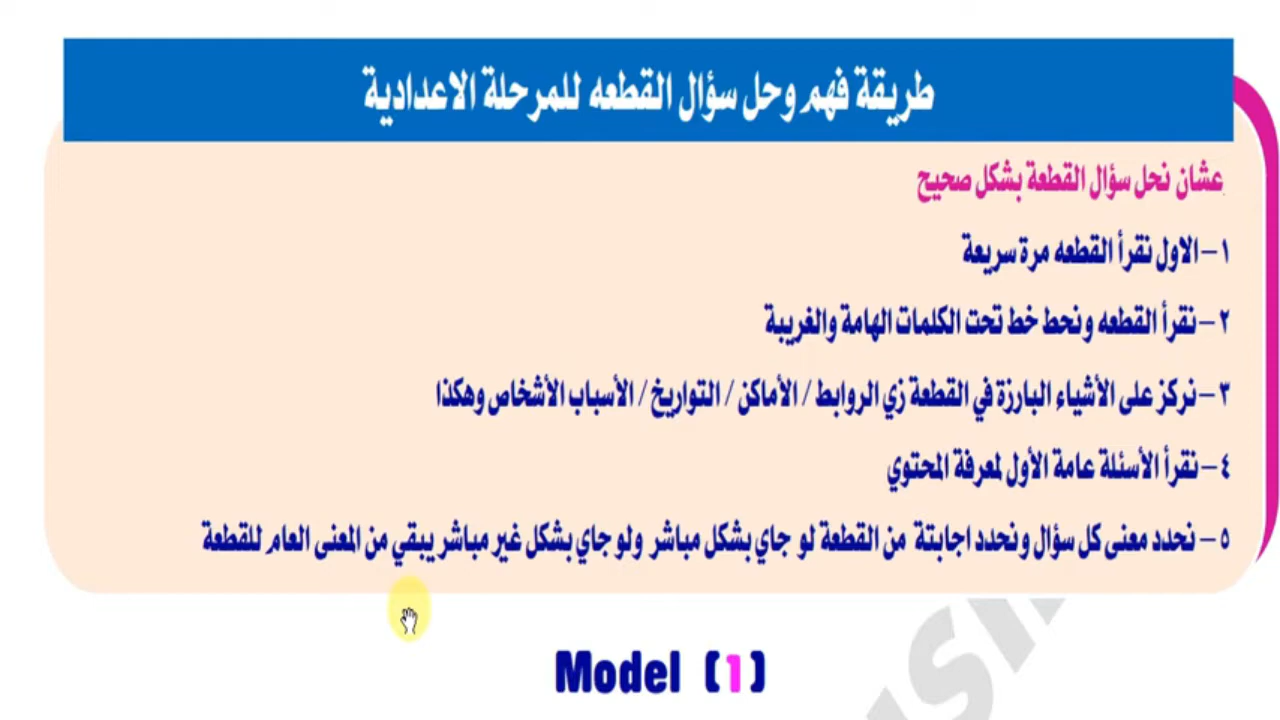 طريقة فهم وحل سؤال القطعه للمرحلة الاعدادية
عشان نحل سؤال القطعة بشكل صحيح
١- الاول نقرأ القطعه مرة سريعة
٢- نقرأ القطعه ونحط خط تحت الكلمات الهامة والغريبة
٣- نركز على الأشياء البارزة في القطعة زي الروابط / الأماكن / التواريخ / الأسباب الأشخاص وهكذا
٤- نقرأ الأسئلة عامة الأول لمعرفة المحتوي
٥- نحدد معنى كل سؤال ونحدد اجابتة من القطعة لو جاي بشكل مباشر ولو جاي بشكل غير مباشر يبقي من المعنى العام للقطعة
Model (1)